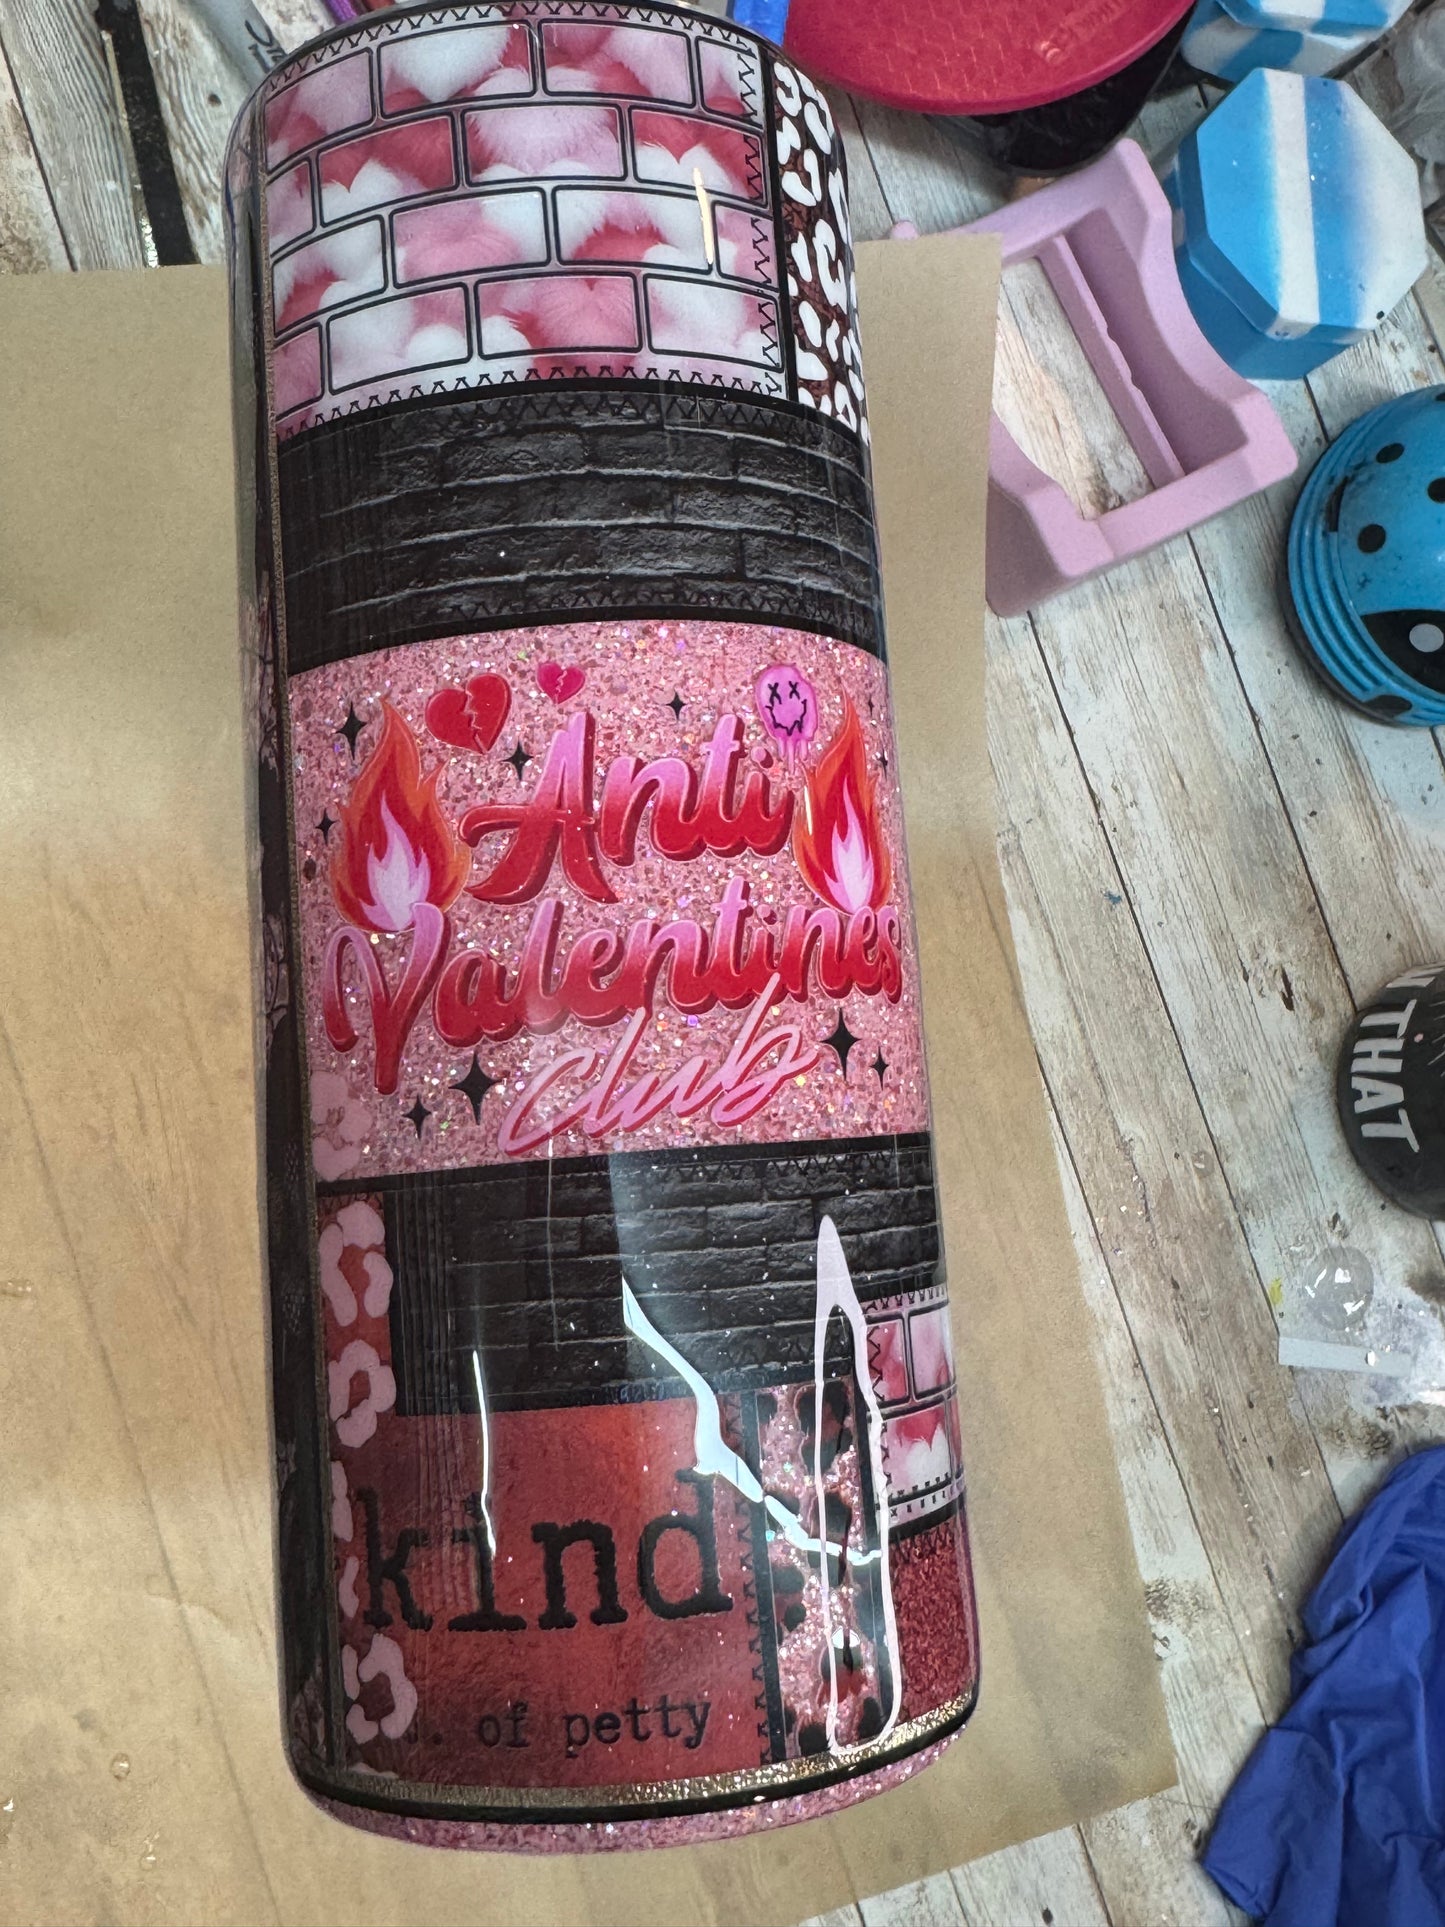 Anti
Valentines
Club
kind.
of petty
THAT